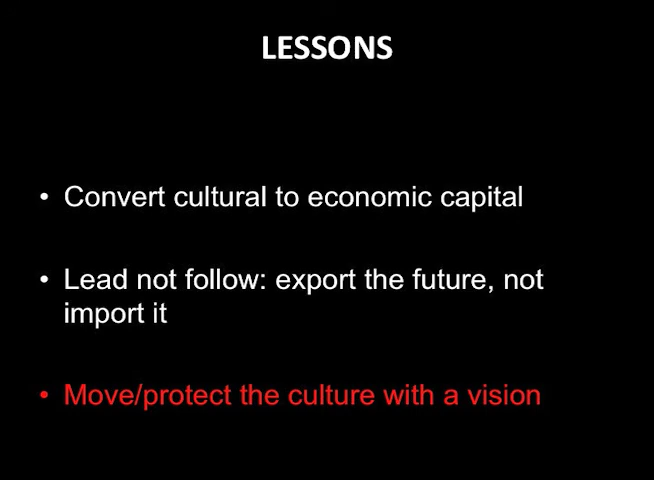 LESSONS
• Convert cultural to economic capital
• Lead not follow: export the future, not
import it
• Move/protect the culture with a vision